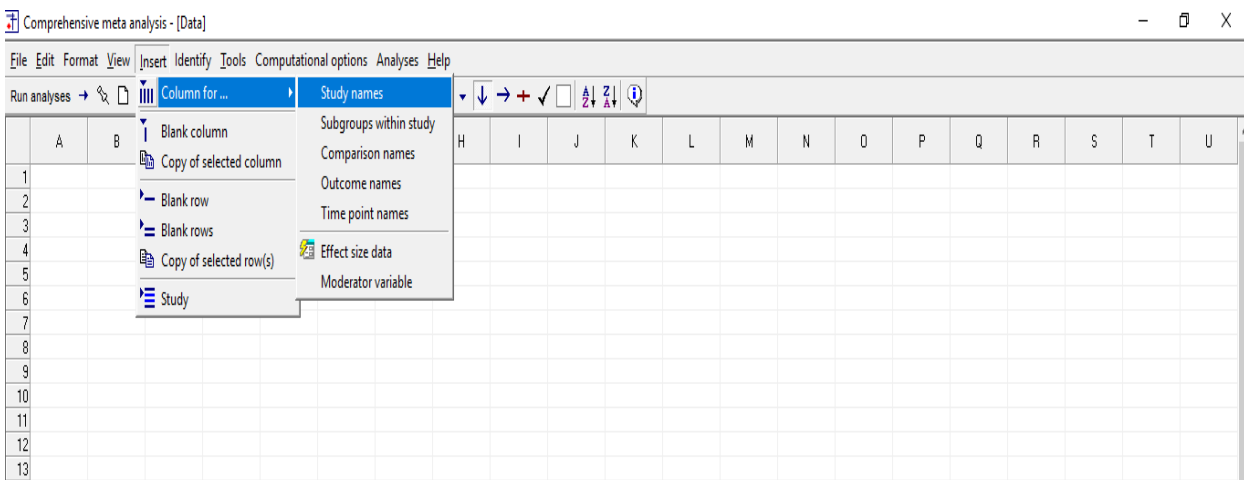 Comprehensive meta analysis - [Data]
File Edit Format View Insert Identify Tools Computational options Analyses Help
Run analyses
Column for ...
Study names
Blank column
Subgroups within study
Copy of selected column
Comparison names
Outcome names
Blank row
Time point names
Blank rows
Effect size data
Copy of selected row(s)
Moderator variable
Study
A B H I J K L M N O P Q R S T U
1
2
3
4
5
6
7
8
9
10
11
12
13